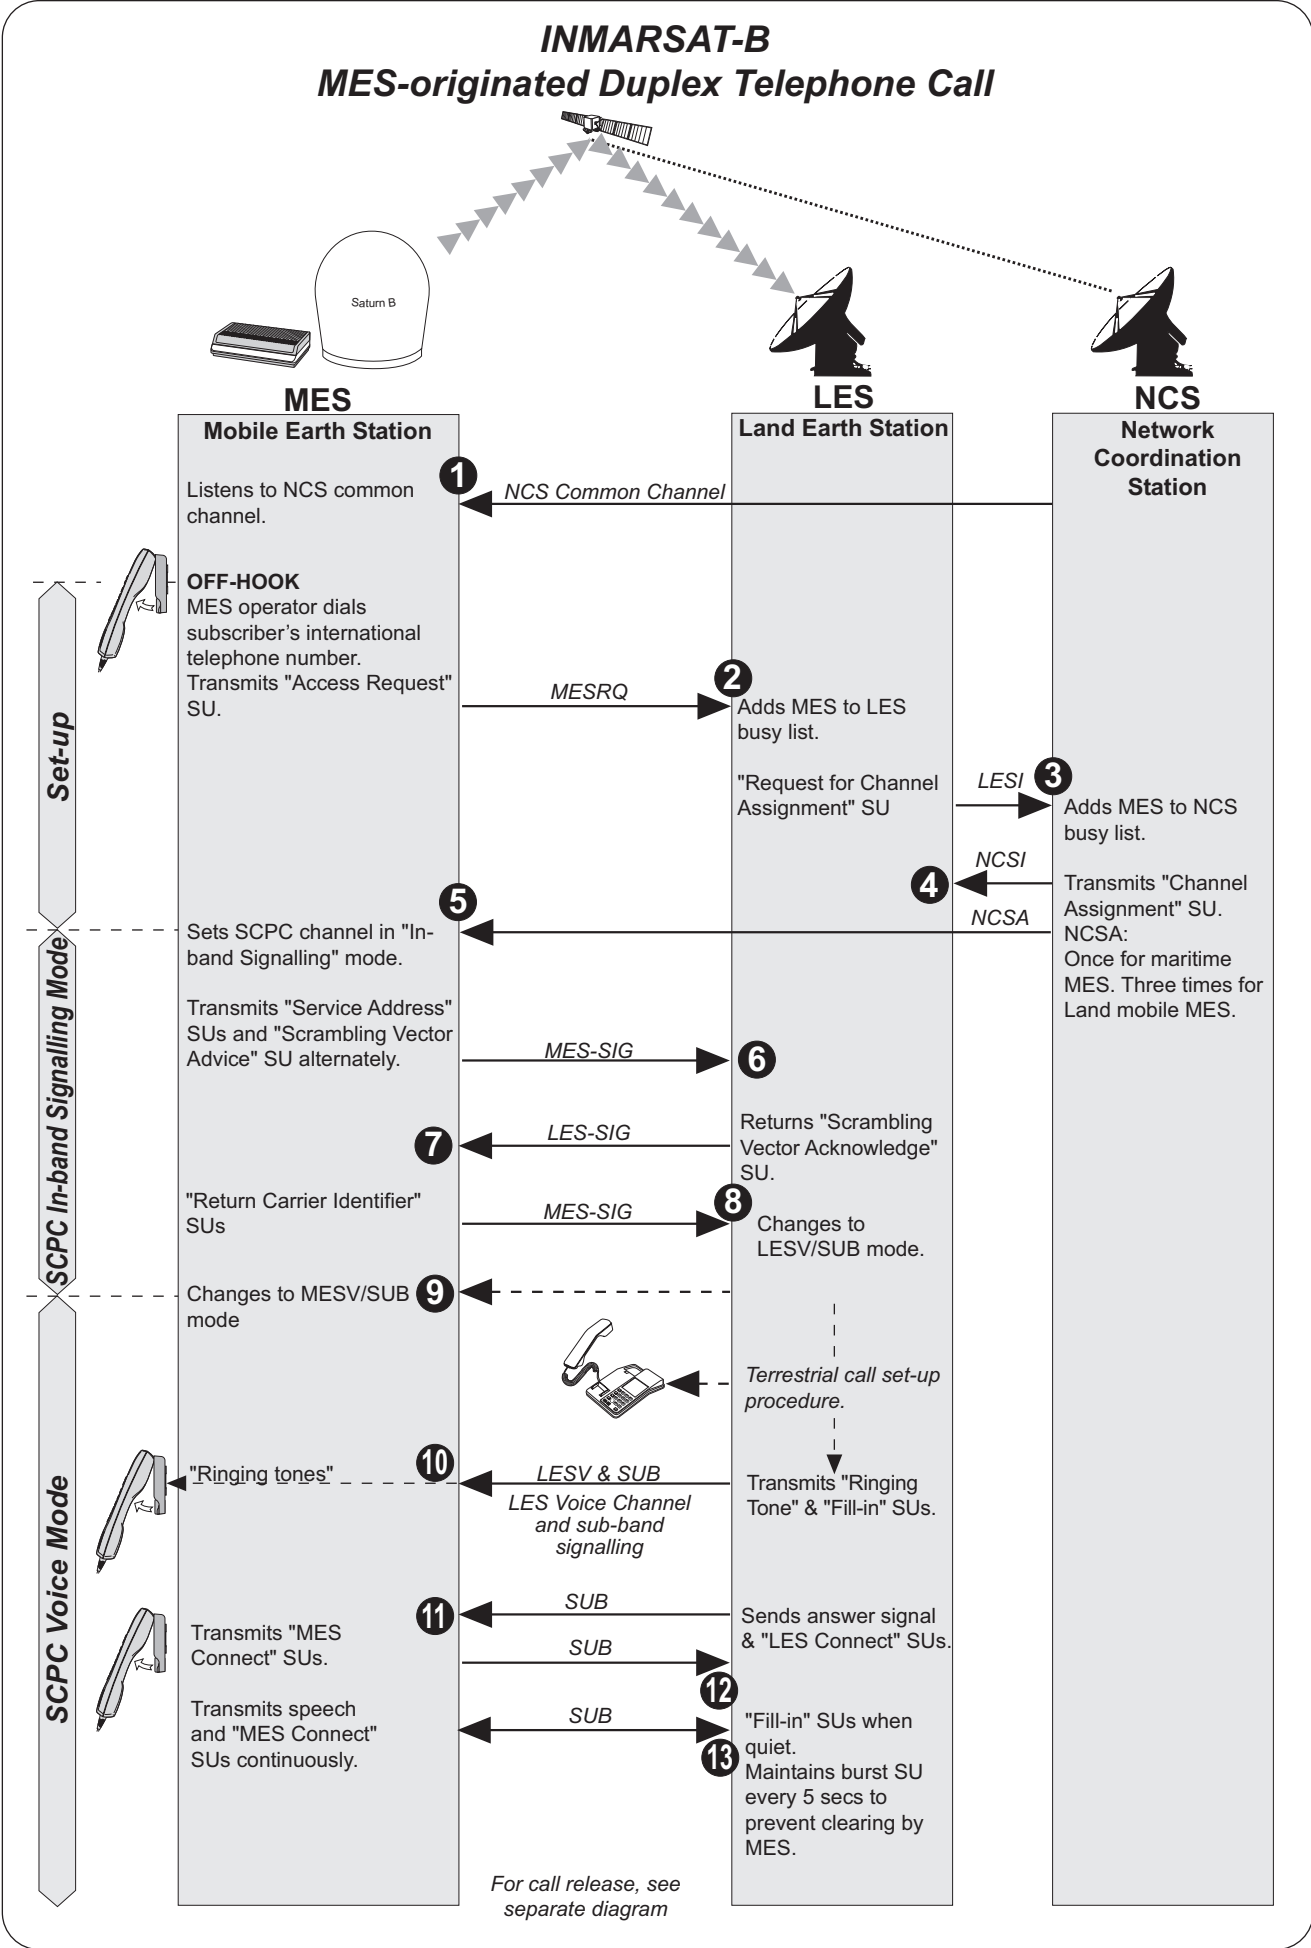 INMARSAT-B
MES-originated Duplex Telephone Call
Saturn B
MES
Mobile Earth Station
LES
Land Earth Station
NCS
Network
Coordination
Station
1
Listens to NCS common
channel.
NCS Common Channel
OFF-HOOK
MES operator dials
subscriber's international
telephone number.
Transmits "Access Request"
SU.
MESRQ
2
Adds MES to LES
busy list.
"Request for Channel
Assignment" SU
LESI
3
Adds MES to NCS
busy list.
NCSI
4
Transmits "Channel
Assignment" SU.
NCSA:
Once for maritime
MES. Three times for
Land mobile MES.
NCSA
5
Set-up
Sets SCPC channel in "In-
band Signalling" mode.
Transmits "Service Address"
SUs and "Scrambling Vector
Advice" SU alternately.
MES-SIG
6
Returns "Scrambling
Vector Acknowledge"
SU.
LES-SIG
7
"Return Carrier Identifier"
SUs
MES-SIG
8
Changes to
LESV/SUB mode.
SCPC In-band Signalling Mode
Changes to MESV/SUB
mode
9
Terrestrial call set-up
procedure.
"Ringing tones"
10
LESV & SUB
LES Voice Channel
and sub-band
signalling
Transmits "Ringing
Tone" & "Fill-in" SUs.
SCPC Voice Mode
11
SUB
Sends answer signal
& "LES Connect" SUs.
Transmits "MES
Connect" SUs.
SUB
12
Transmits speech
and "MES Connect"
SUs continuously.
SUB
13
"Fill-in" SUs when
quiet.
Maintains burst SU
every 5 secs to
prevent clearing by
MES.
For call release, see
separate diagram